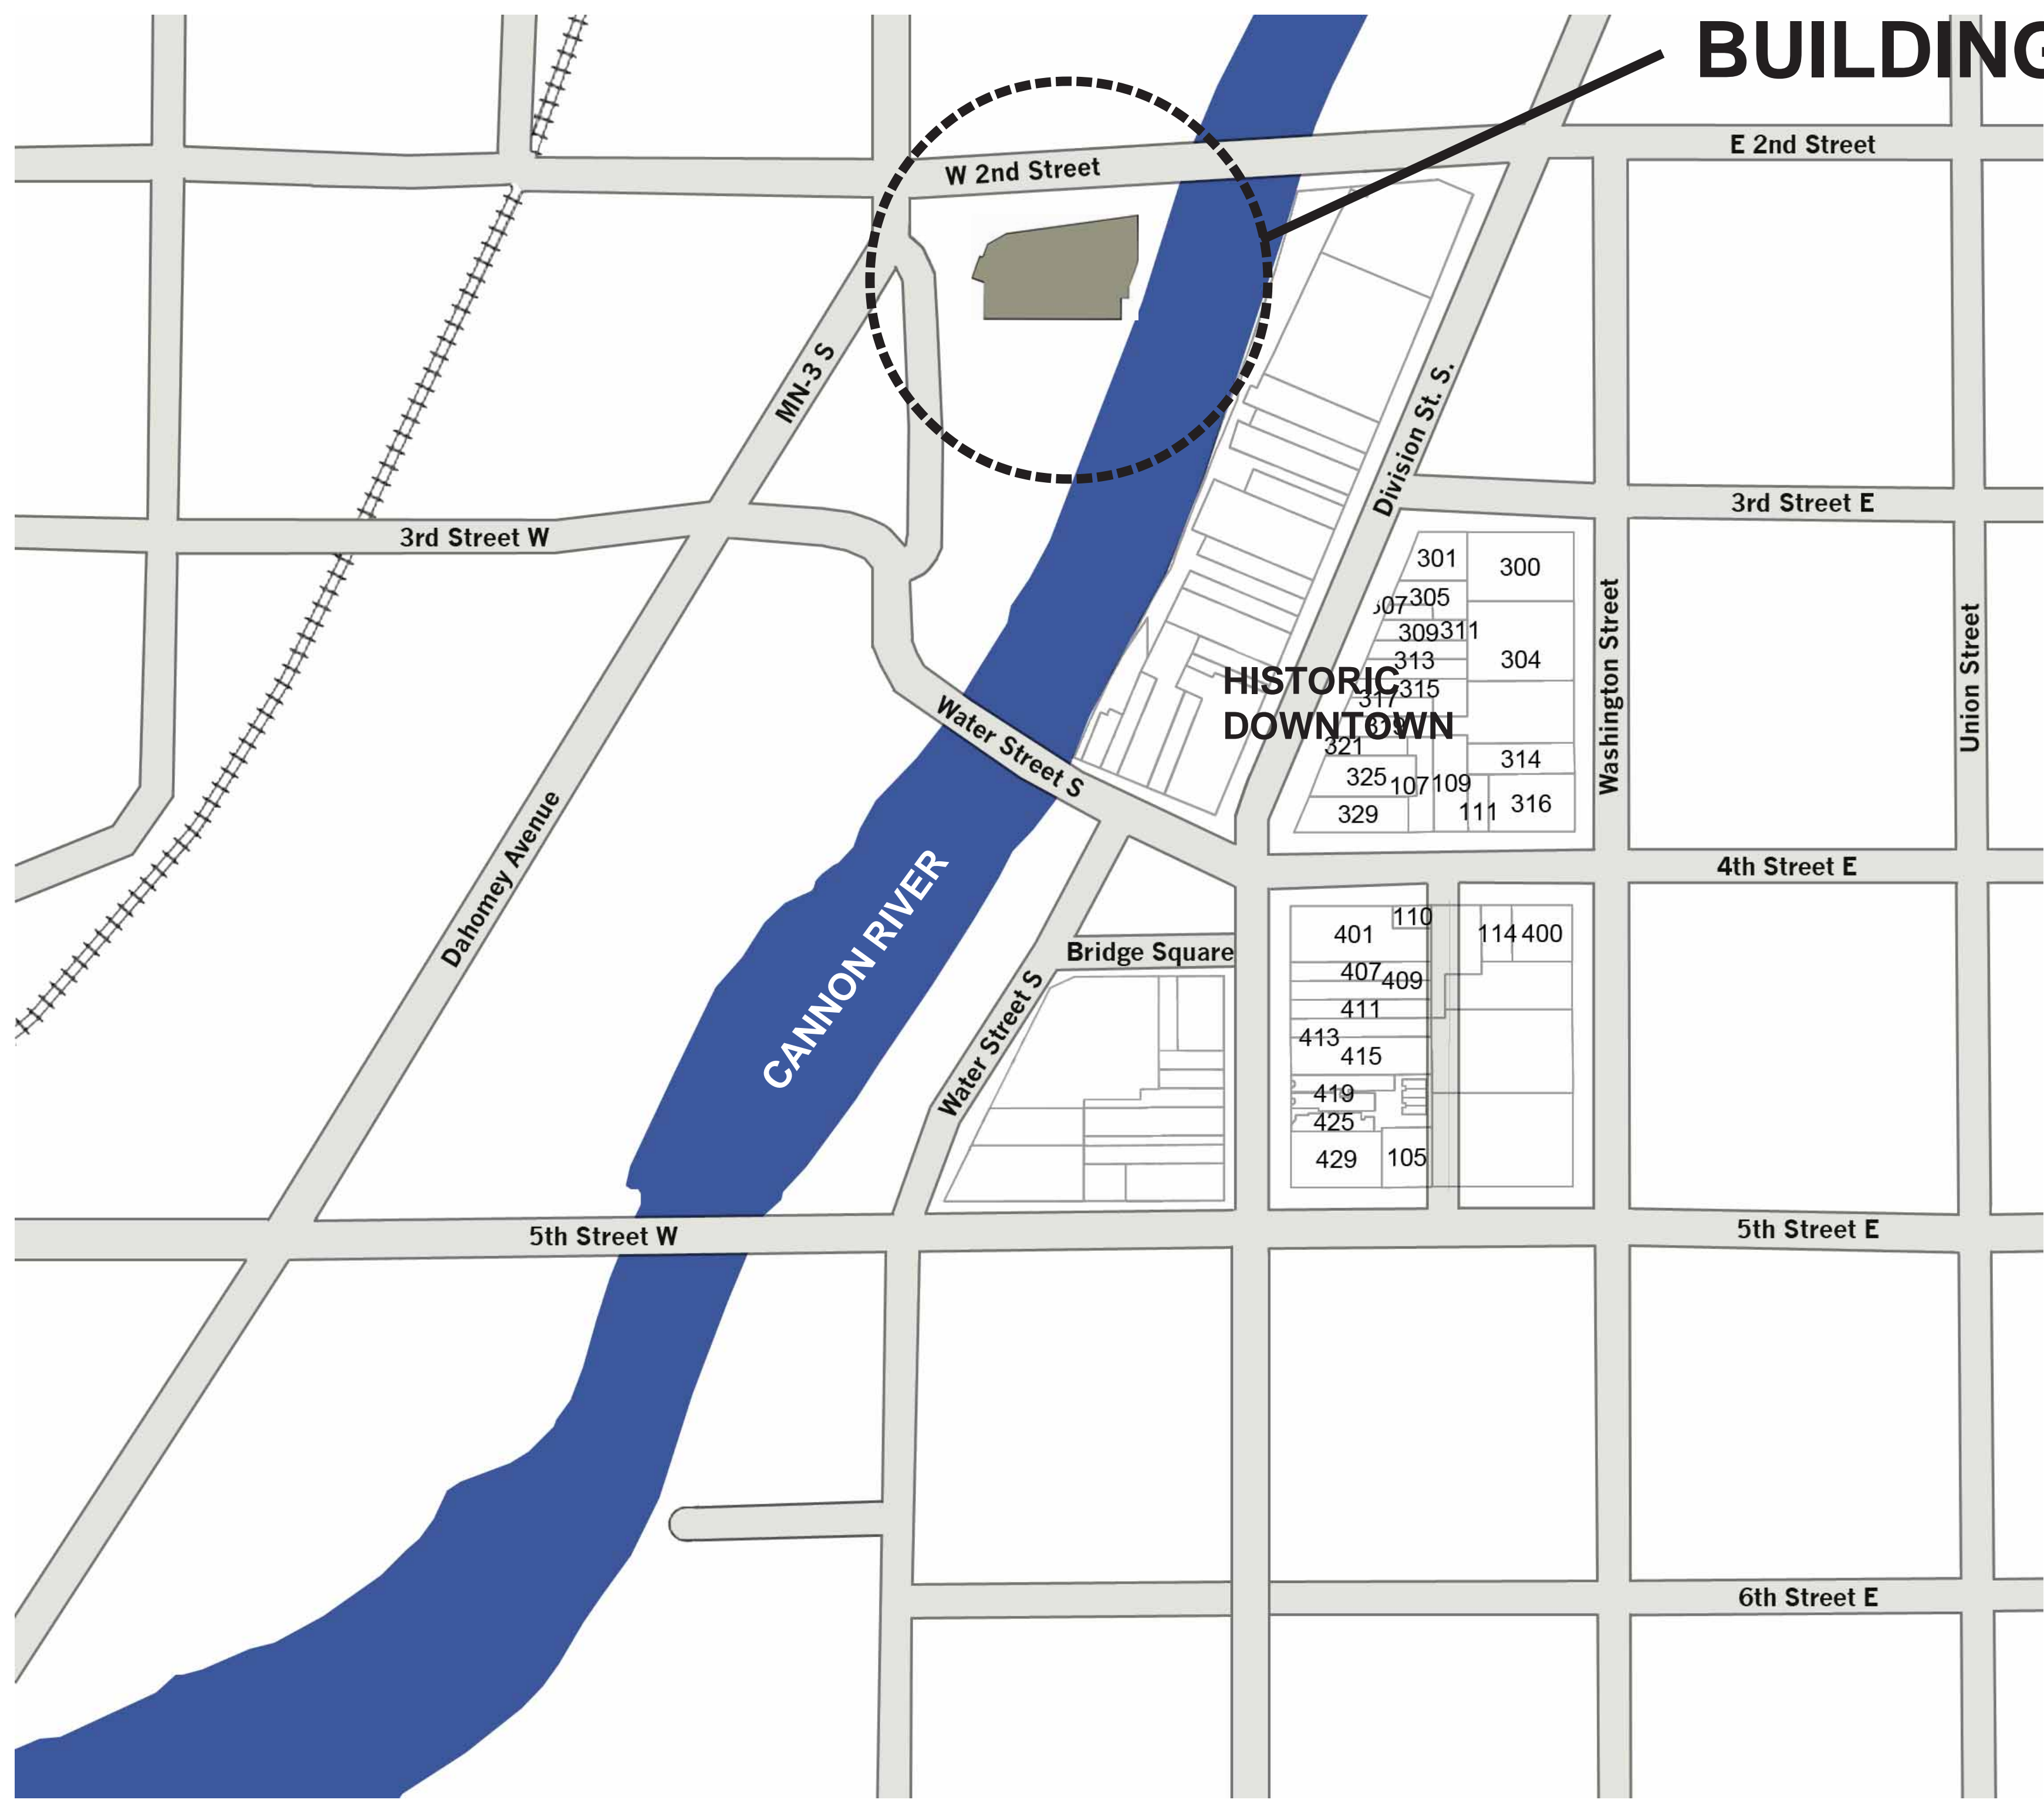 BUILDING
E 2nd Street
W 2nd Street
MN-3 S
Division St. S.
3rd Street E
3rd Street W
301
300
305
309
311
313
304
315
317
HISTORIC
DOWNTOWN
319
321
314
325
107
109
329
111
316
Washington Street
Union Street
Water Street S
Dahomey Avenue
4th Street E
CANNON RIVER
110
401
114
400
Bridge Square
407
409
411
413
415
Water Street S
419
425
429
105
5th Street W
5th Street E
6th Street E